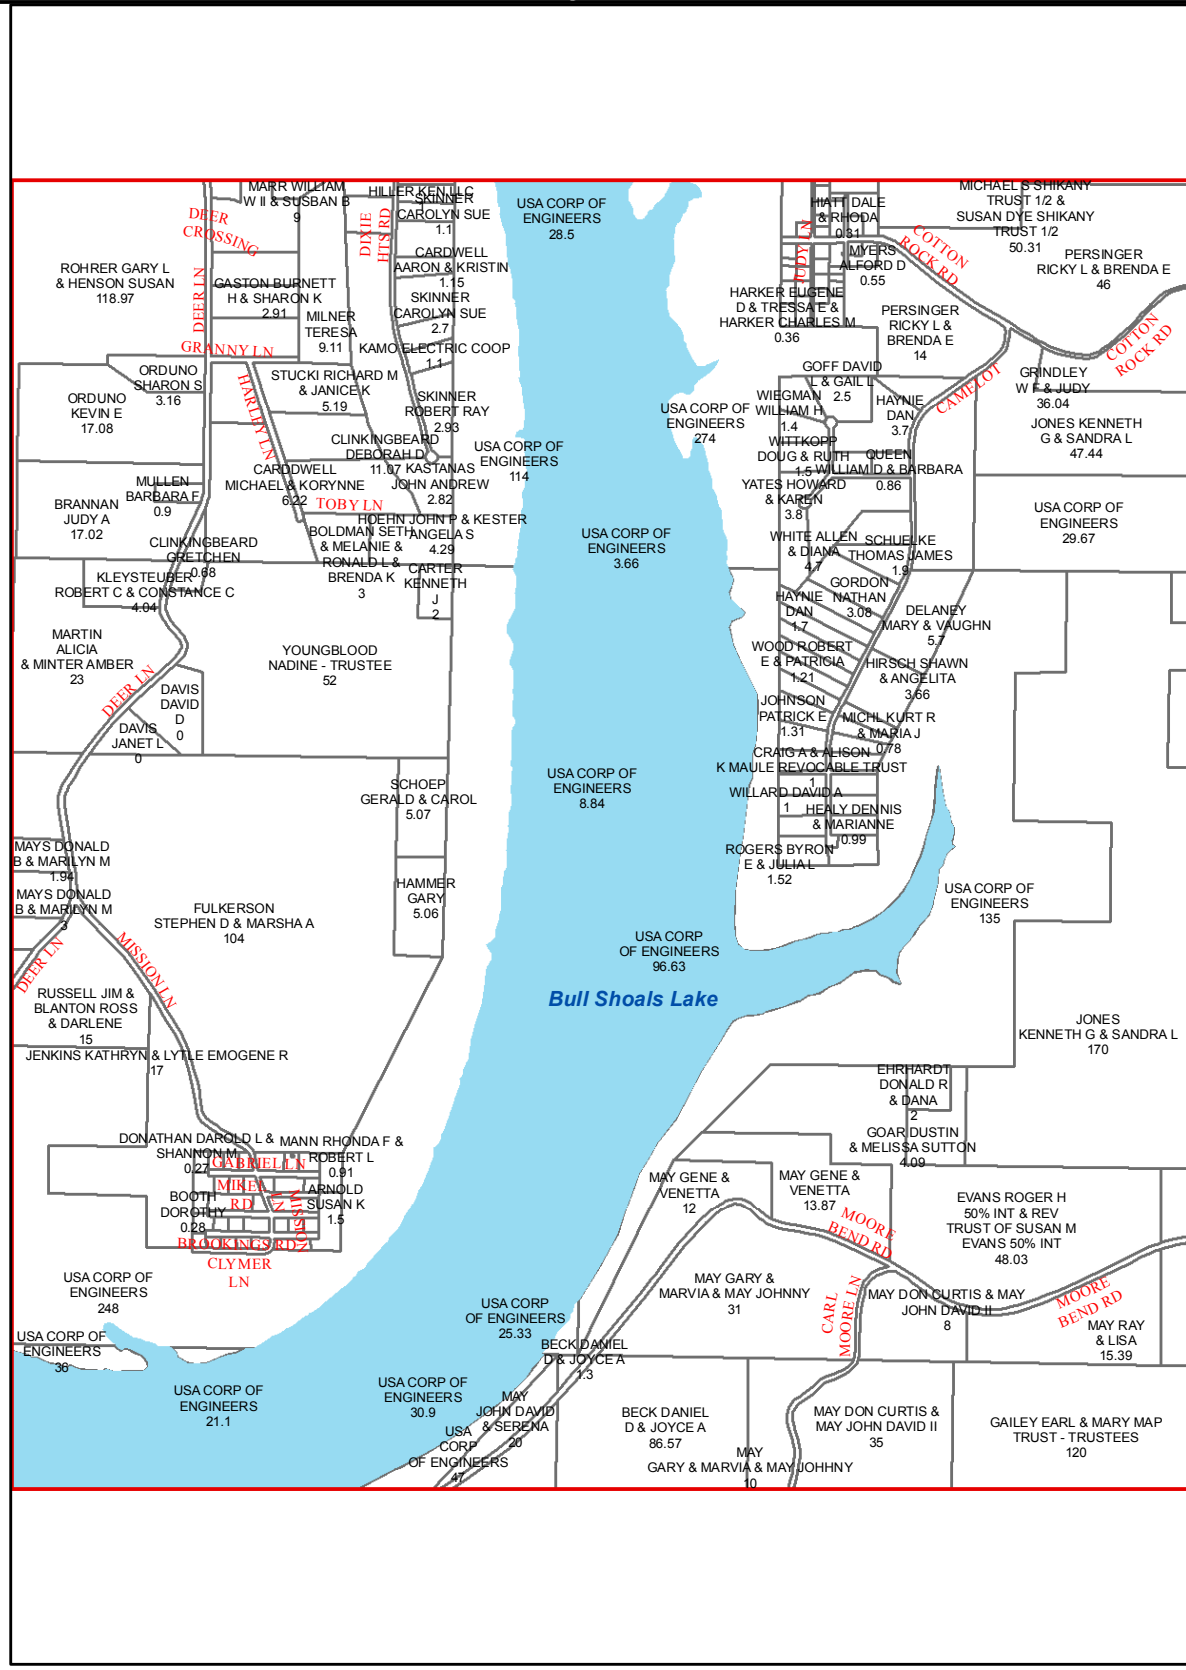 MARR WILLIAM
W II & SUSBAN B
9
HILLER KEN LLC
SKINNER
CAROLYN SUE
1.1
USA CORP OF
ENGINEERS
28.5
HIATT DALE
& RHODA
0.31
MICHAEL S SHIKANY
TRUST 1/2 &
SUSAN DYE SHIKANY
TRUST 1/2
50.31
DEER
CROSSING
DIXIE
HTS RD
JUDY LN
COTTON
ROCK RD
MYERS
ALFORD D
0.55
PERSINGER
RICKY L & BRENDA E
46
ROHRER GARY L
& HENSON SUSAN
118.97
DEER LN
GASTON BURNETT
H & SHARON K
2.91
CARDWELL
AARON & KRISTIN
1.15
SKINNER
CAROLYN SUE
2.7
MILNER
TERESA
9.11
HARKER EUGENE
D & TRESSA E &
HARKER CHARLES M
0.36
PERSINGER
RICKY L &
BRENDA E
14
COTTON
ROCK RD
GRANNY LN
KAMO ELECTRIC COOP
1.1
ORDUNO
SHARON S
3.16
STUCKI RICHARD M
& JANICE K
5.19
GOFF DAVID
L & GAIL L
2.5
GRINDLEY
W F & JUDY
36.04
CAMELOT
ORDUNO
KEVIN E
17.08
HARLEY LN
SKINNER
ROBERT RAY
2.93
USA CORP OF
ENGINEERS
274
WIEGMAN
WILLIAM H
1.4
HAYNIE
DAN
3.7
JONES KENNETH
G & SANDRA L
47.44
CLINKINGBEARD
DEBORAH D
11.07
USA CORP OF
ENGINEERS
114
WITTKOPP
DOUG & RUTH
1.5
QUEEN
WILLIAM D & BARBARA
0.86
CARDDWELL
MICHAEL & KORYNNE
6.22
KASTANAS
JOHN ANDREW
2.82
MULLEN
BARBARA F
0.9
YATES HOWARD
& KAREN
3.8
BRANNAN
JUDY A
17.02
TOBY LN
HOEHN JOHN P & KESTER
ANGELA S
4.29
USA CORP OF
ENGINEERS
29.67
BOLDMAN SETH
& MELANIE &
RONALD L &
BRENDA K
3
CLINKINGBEARD
GRETCHEN
0.68
USA CORP OF
ENGINEERS
3.66
WHITE ALLEN
& DIANA
4.7
SCHUELKE
THOMAS JAMES
1.9
KLEYSTEUBER
ROBERT C & CONSTANCE C
4.04
CARTER
KENNETH
J
2
GORDON
NATHAN
3.08
HAYNIE
DAN
1.7
DELANEY
MARY & VAUGHN
5.7
MARTIN
ALICIA
& MINTER AMBER
23
YOUNGBLOOD
NADINE - TRUSTEE
52
WOOD ROBERT
E & PATRICIA
1.21
HIRSCH SHAWN
& ANGELITA
3.66
DEER LN
DAVIS
DAVID
D
0
DAVIS
JANET L
0
JOHNSON
PATRICK E
1.31
MICHL KURT R
& MARIA J
0.78
CRAIG A & ALISON
K MAULE REVOCABLE TRUST
1
SCHOEP
GERALD & CAROL
5.07
USA CORP OF
ENGINEERS
8.84
WILLARD DAVID A
1
HEALY DENNIS
& MARIANNE
0.99
MAYS DONALD
B & MARILYN M
1.94
ROGERS BYRON
E & JULIA L
1.52
HAMMER
GARY
5.06
MAYS DONALD
B & MARILYN M
3
FULKERSON
STEPHEN D & MARSHA A
104
USA CORP OF
ENGINEERS
135
DEER LN
MISSION LN
USA CORP
OF ENGINEERS
96.63
Bull Shoals Lake
RUSSELL JIM &
BLANTON ROSS
& DARLENE
15
JONES
KENNETH G & SANDRA L
170
JENKINS KATHRYN & LYTLE EMOGENE R
17
EHRHARDT
DONALD R
& DANA
2
GOAR DUSTIN
& MELISSA SUTTON
4.09
DONATHAN DAROLD L &
SHANNON M
0.27
MANN RHONDA F &
ROBERT L
0.91
GABRIEL LN
MIKEL
RD
MISSION
LN
ARNOLD
SUSAN K
1.5
BOOTH
DOROTHY
0.28
BROOKINGS RD
CLYMER
LN
MAY GENE &
VENETTA
12
MAY GENE &
VENETTA
13.87
EVANS ROGER H
50% INT & REV
TRUST OF SUSAN M
EVANS 50% INT
48.03
MOORE
BEND RD
USA CORP OF
ENGINEERS
248
MAY GARY &
MARVIA & MAY JOHNNY
31
CARL
MOORE LN
MAY DON CURTIS & MAY
JOHN DAVID II
8
MOORE
BEND RD
USA CORP
OF ENGINEERS
25.33
MAY RAY
& LISA
15.39
USA CORP OF
ENGINEERS
36
BECK DANIEL
D & JOYCE A
1.3
USA CORP OF
ENGINEERS
21.1
USA CORP OF
ENGINEERS
30.9
MAY
JOHN DAVID
& SERENA
20
BECK DANIEL
D & JOYCE A
86.57
MAY DON CURTIS &
MAY JOHN DAVID II
35
GAILEY EARL & MARY MAP
TRUST - TRUSTEES
120
USA
CORP
OF ENGINEERS
47
MAY
GARY & MARVIA & MAY JOHHNY
10